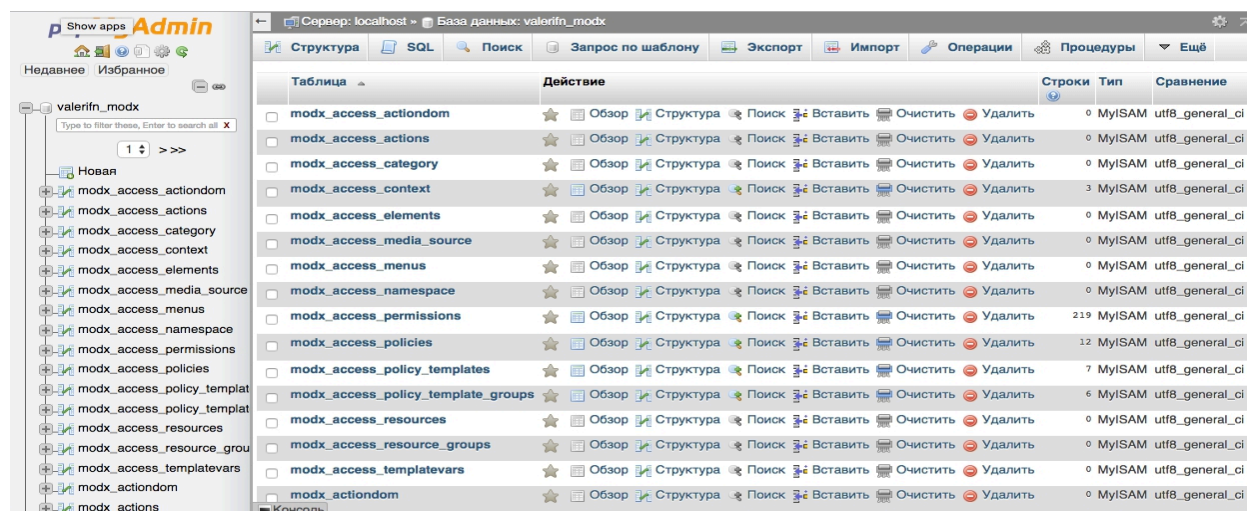 Show apps
Admin
Недавнее Избранное
valerifn_modx
Type to filter these, Enter to search all X
1 > >>
Новая
modx_access_actiondom
modx_access_actions
modx_access_category
modx_access_context
modx_access_elements
modx_access_media_source
modx_access_menus
modx_access_namespace
modx_access_permissions
modx_access_policies
modx_access_policy_templat
modx_access_policy_templat
modx_access_resources
modx_access_resource_grou
modx_access_templatevars
modx_actiondom
modx_actions
Сервер: localhost » База данных: valerifn_modx
Структура SQL Поиск Запрос по шаблону Экспорт Импорт Операции Процедуры Ещё
Таблица Действие Строки Тип Сравнение
modx_access_actiondom Обзор Структура Поиск Вставить Очистить Удалить 0 MyISAM utf8_general_ci
modx_access_actions Обзор Структура Поиск Вставить Очистить Удалить 0 MyISAM utf8_general_ci
modx_access_category Обзор Структура Поиск Вставить Очистить Удалить 0 MyISAM utf8_general_ci
modx_access_context Обзор Структура Поиск Вставить Очистить Удалить 3 MyISAM utf8_general_ci
modx_access_elements Обзор Структура Поиск Вставить Очистить Удалить 0 MyISAM utf8_general_ci
modx_access_media_source Обзор Структура Поиск Вставить Очистить Удалить 0 MyISAM utf8_general_ci
modx_access_menus Обзор Структура Поиск Вставить Очистить Удалить 0 MyISAM utf8_general_ci
modx_access_namespace Обзор Структура Поиск Вставить Очистить Удалить 0 MyISAM utf8_general_ci
modx_access_permissions Обзор Структура Поиск Вставить Очистить Удалить 219 MyISAM utf8_general_ci
modx_access_policies Обзор Структура Поиск Вставить Очистить Удалить 12 MyISAM utf8_general_ci
modx_access_policy_templates Обзор Структура Поиск Вставить Очистить Удалить 7 MyISAM utf8_general_ci
modx_access_policy_template_groups Обзор Структура Поиск Вставить Очистить Удалить 6 MyISAM utf8_general_ci
modx_access_resources Обзор Структура Поиск Вставить Очистить Удалить 0 MyISAM utf8_general_ci
modx_access_resource_groups Обзор Структура Поиск Вставить Очистить Удалить 0 MyISAM utf8_general_ci
modx_access_templatevars Обзор Структура Поиск Вставить Очистить Удалить 0 MyISAM utf8_general_ci
modx_actiondom Обзор Структура Поиск Вставить Очистить Удалить 0 MyISAM utf8_general_ci
Консоль